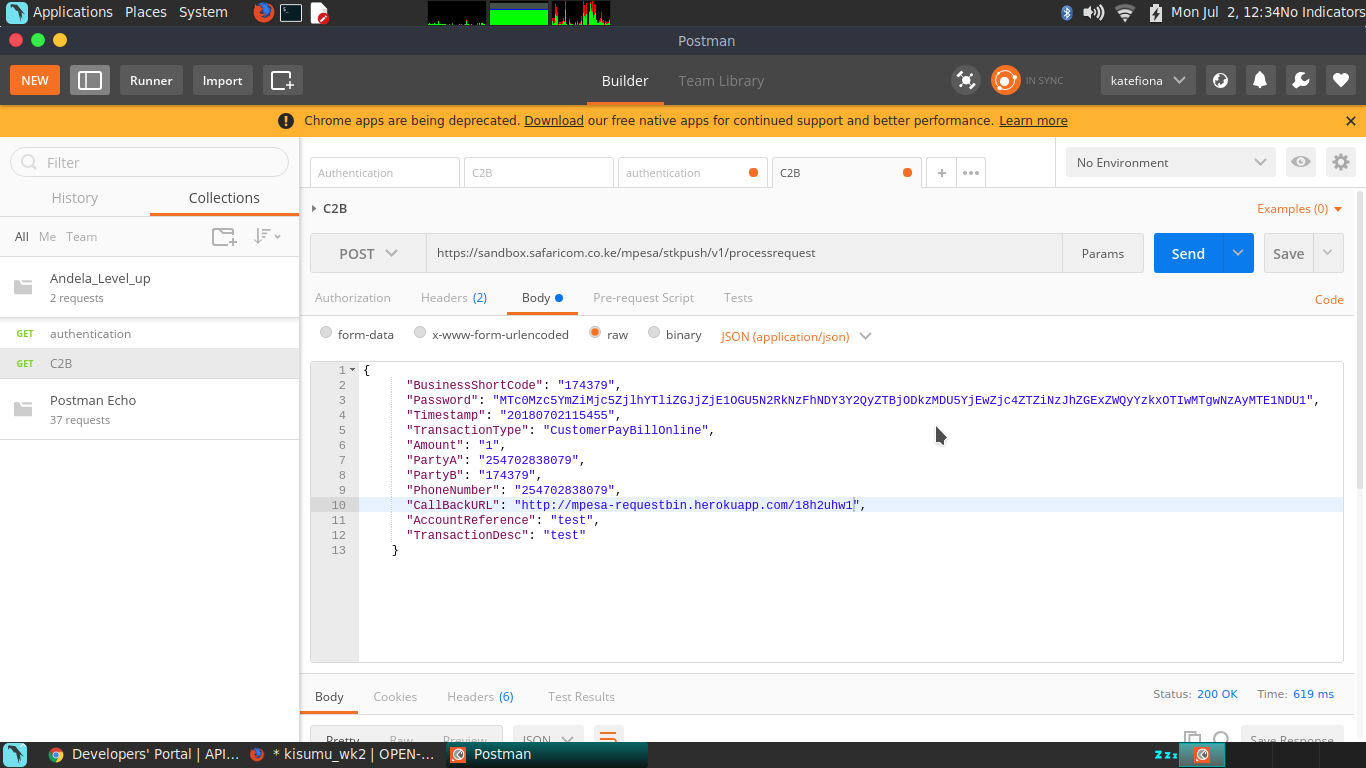 Applications Places System Mon Jul 2, 12:34 No Indicators
Postman
NEW Runner Import Builder Team Library IN SYNC katefiona
Chrome apps are being deprecated. Download our free native apps for continued support and better performance. Learn more
Filter
History Collections
All Me Team
Andela_Level_up
2 requests
GET authentication
GET C2B
Postman Echo
37 requests
Authentication C2B authentication C2B + ••• No Environment
C2B Examples (0)
POST https://sandbox.safaricom.co.ke/mpesa/stkpush/v1/processrequest Params Send Save
Authorization Headers (2) Body Pre-request Script Tests Code
form-data x-www-form-urlencoded raw binary JSON (application/json)
1 {
2 "BusinessShortCode": "174379",
3 "Password": "MTc0Mzc5YmZiMjc5ZjlhYTliZGJjZjE1OGU5N2RkNzFhNDY3Y2QyZTBjODkzMDU5YjEwZjc4ZTZiNzJhZGExZWQyYzkxOTIwMTgwNzAyMTE1NDU1",
4 "Timestamp": "20180702115455",
5 "TransactionType": "CustomerPayBillOnline",
6 "Amount": "1",
7 "PartyA": "254702838079",
8 "PartyB": "174379",
9 "PhoneNumber": "254702838079",
10 "CallBackURL": "http://mpesa-requestbin.herokuapp.com/18h2uhw1",
11 "AccountReference": "test",
12 "TransactionDesc": "test"
13 }
Body Cookies Headers (6) Test Results Status: 200 OK Time: 619 ms
Pretty Raw Preview JSON Save Response
Developers' Portal | API... * kisumu_wk2 | OPEN-... Postman zzz